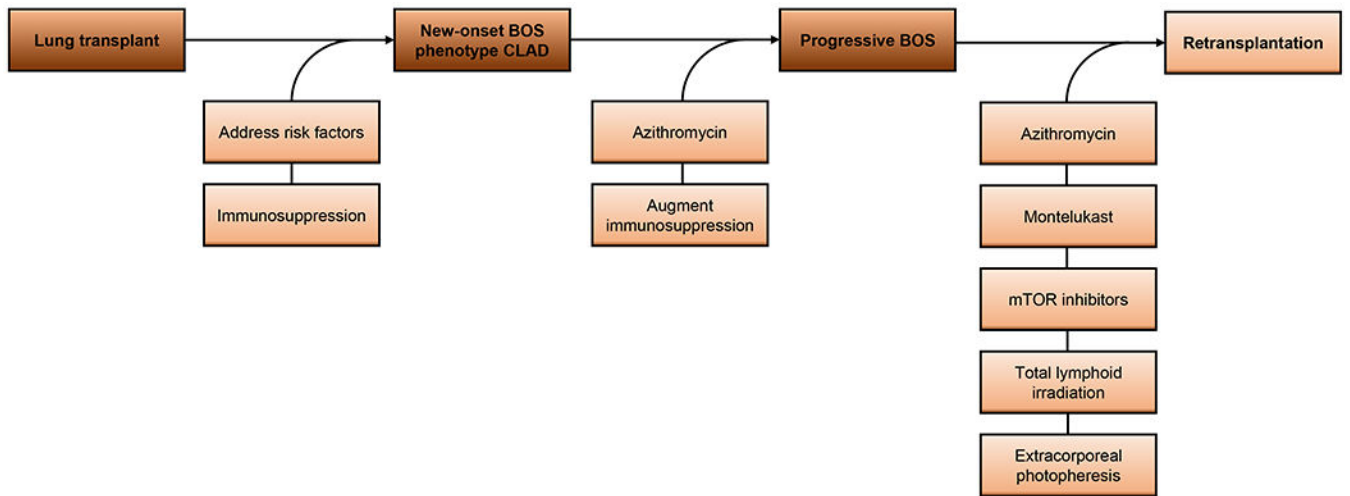 Lung transplant
New-onset BOS
phenotype CLAD
Progressive BOS
Retransplantation
Address risk factors
Immunosuppression
Azithromycin
Augment
immunosuppression
Azithromycin
Montelukast
mTOR inhibitors
Total lymphoid
irradiation
Extracorporeal
photopheresis